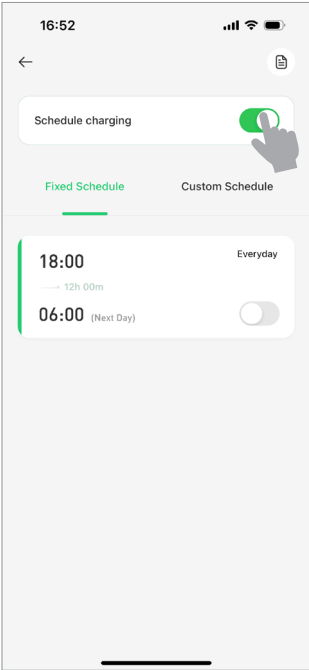 16:52
Schedule charging
Fixed Schedule Custom Schedule
18:00 Everyday
12h 00m
06:00 (Next Day)